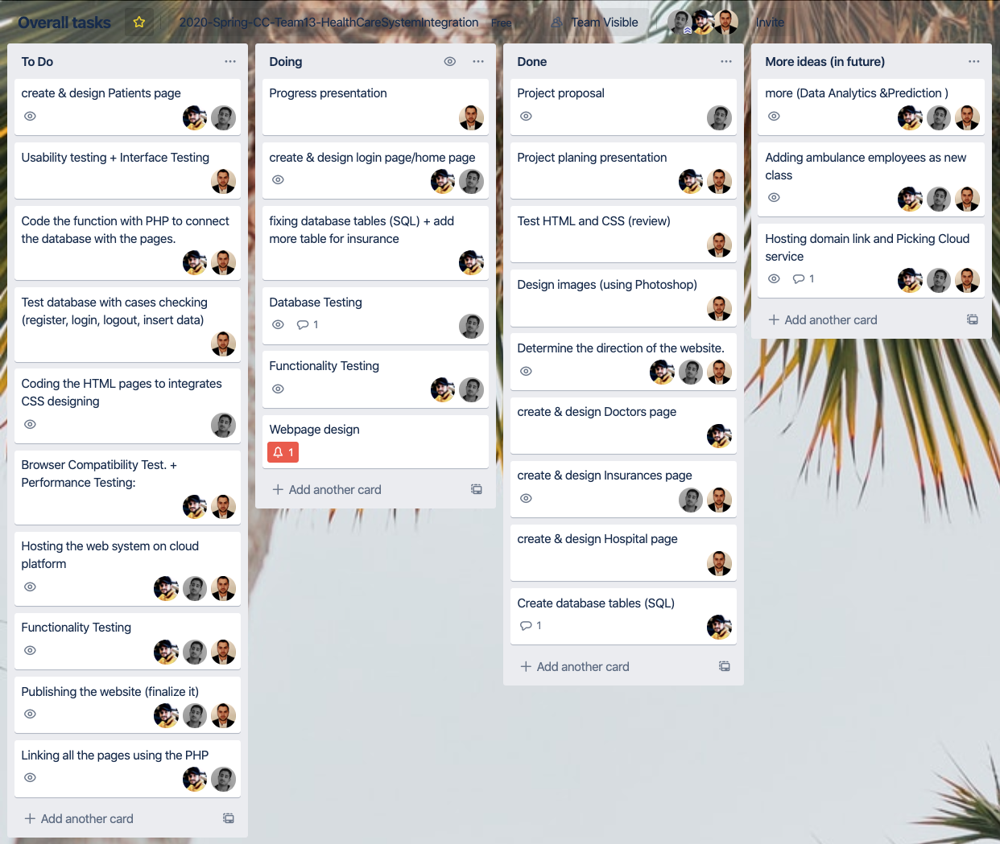 Overall tasks
2020-Spring-CC-Team13-HealthCareSystemIntegration
Free
Team Visible
Invite
To Do
create & design Patients page
Usability testing + Interface Testing
Code the function with PHP to connect
the database with the pages.
Test database with cases checking
(register, login, logout, insert data)
Coding the HTML pages to integrates
CSS designing
Browser Compatibility Test. +
Performance Testing:
Hosting the web system on cloud
platform
Functionality Testing
Publishing the website (finalize it)
Linking all the pages using the PHP
Add another card
Doing
Progress presentation
create & design login page/home page
fixing database tables (SQL) + add
more table for insurance
Database Testing
1
Functionality Testing
Webpage design
1
Add another card
Done
Project proposal
Project planing presentation
Test HTML and CSS (review)
Design images (using Photoshop)
Determine the direction of the website.
create & design Doctors page
create & design Insurances page
create & design Hospital page
Create database tables (SQL)
1
Add another card
More ideas (in future)
more (Data Analytics &Prediction )
Adding ambulance employees as new
class
Hosting domain link and Picking Cloud
service
1
Add another card